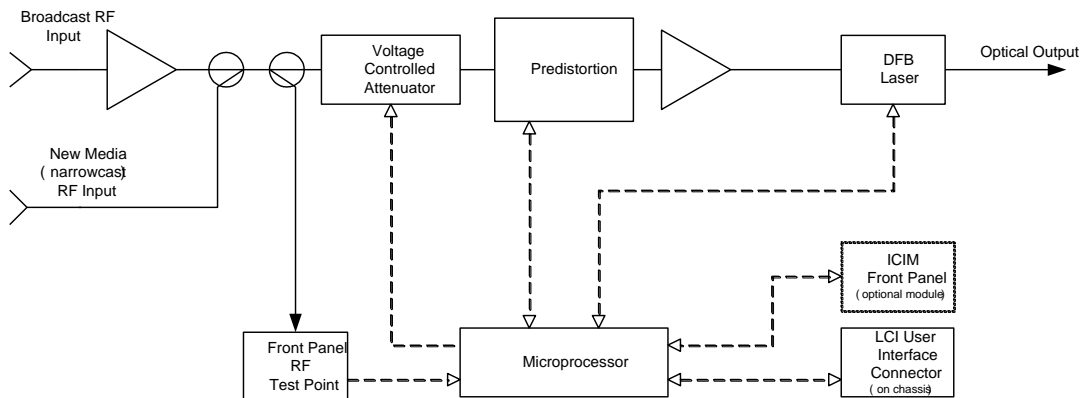 Broadcast RF
Input
Voltage
Controlled
Attenuator
Predistortion
DFB
Laser
Optical Output
New Media
( narrowcast)
RF Input
ICIM
Front Panel
( optional module)
Front Panel
RF
Test Point
Microprocessor
LCI User
Interface
Connector
( on chassis)